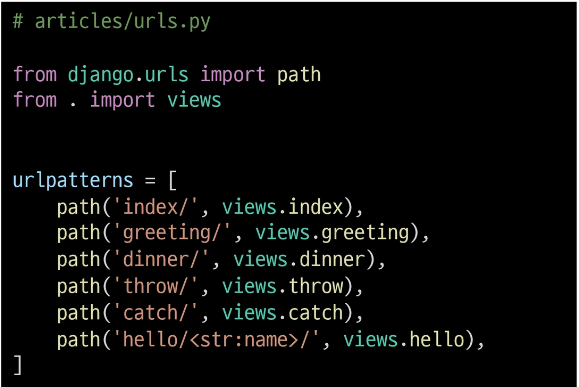 # articles/urls.py
from django.urls import path
from . import views
urlpatterns = [
    path('index/', views.index),
    path('greeting/', views.greeting),
    path('dinner/', views.dinner),
    path('throw/', views.throw),
    path('catch/', views.catch),
    path('hello/<str:name>/', views.hello),
]